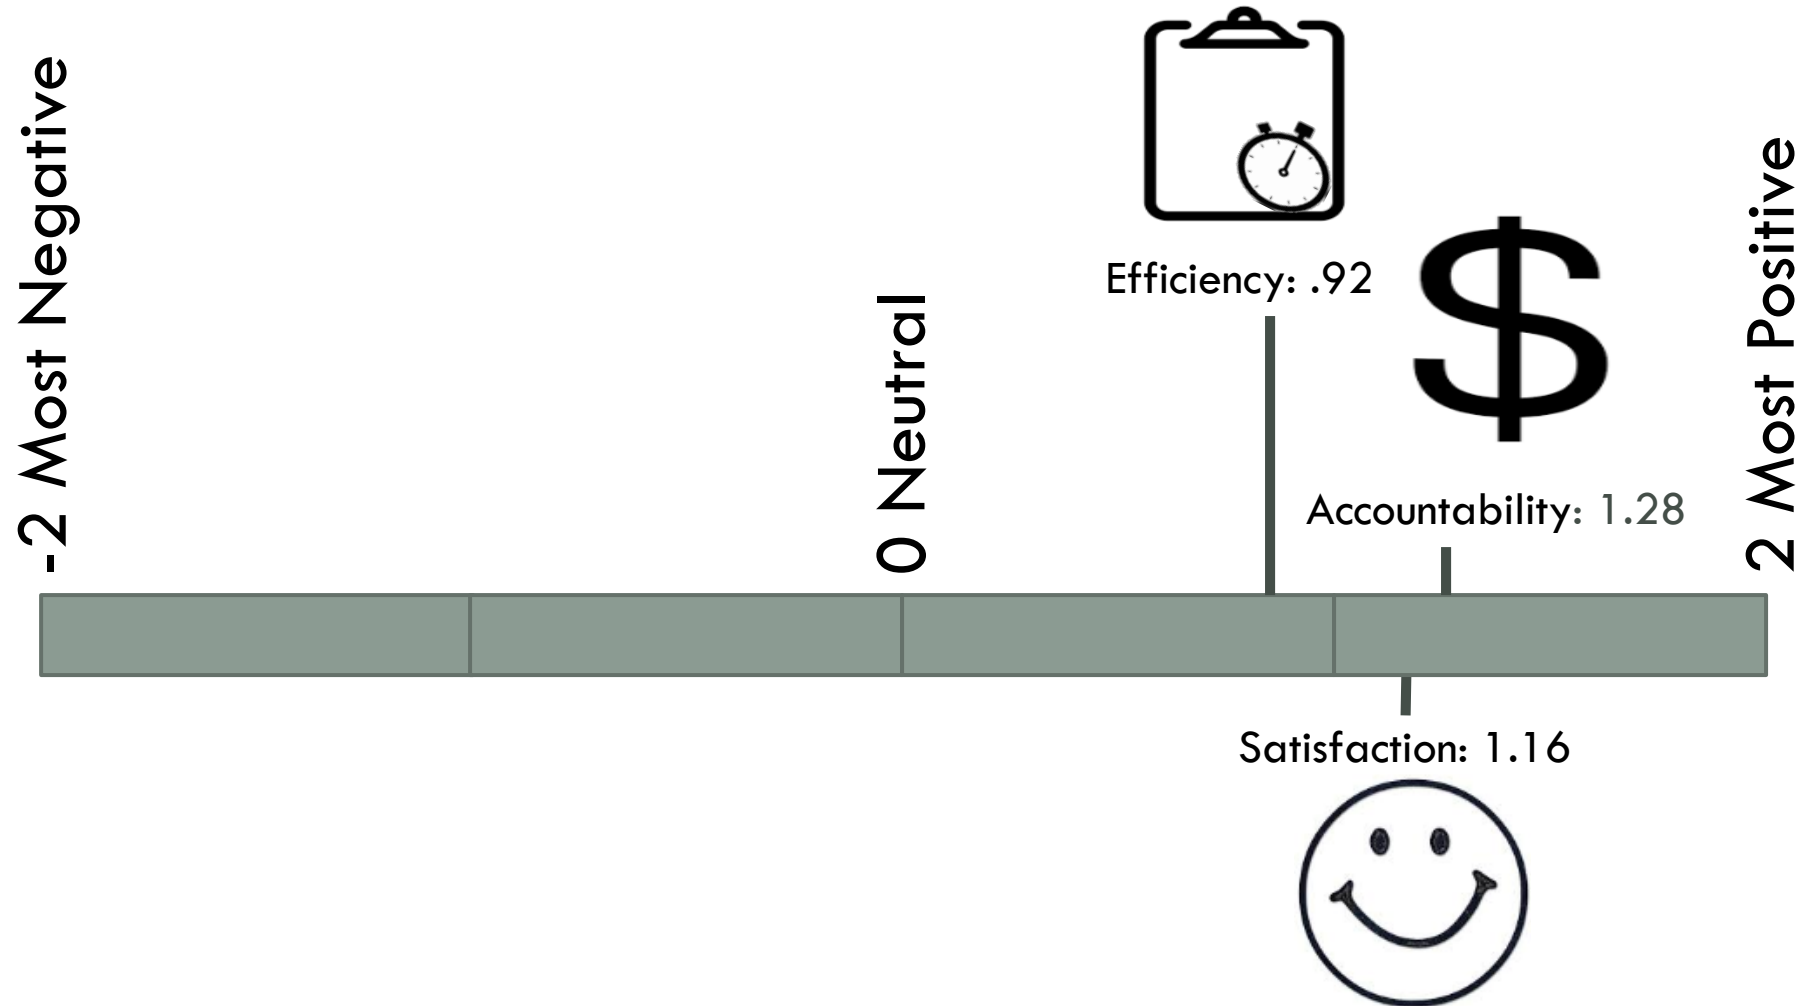 -2 Most Negative
0 Neutral
Efficiency: .92
Accountability: 1.28
2 Most Positive
Satisfaction: 1.16